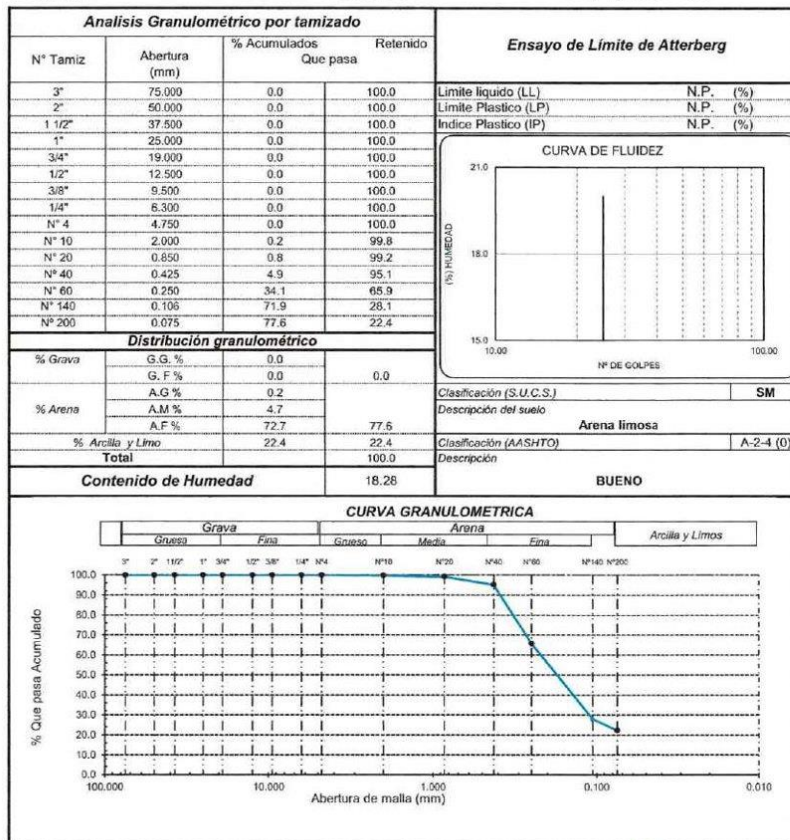 Analisis Granulométrico por tamizado
N° Tamiz Abertura (mm) % Acumulados Retenido Que pasa
3" 75.000 0.0 100.0
2" 50.000 0.0 100.0
1 1/2" 37.500 0.0 100.0
1" 25.000 0.0 100.0
3/4" 19.000 0.0 100.0
1/2" 12.500 0.0 100.0
3/8" 9.500 0.0 100.0
1/4" 6.300 0.0 100.0
N° 4 4.750 0.0 100.0
N° 10 2.000 0.2 99.8
N° 20 0.850 0.8 99.2
N° 40 0.425 4.9 95.1
N° 60 0.250 34.1 65.9
N° 140 0.106 71.9 28.1
N° 200 0.075 77.6 22.4
Distribución granulométrico
% Grava G.G. % 0.0
G. F % 0.0 0.0
A.G % 0.2
% Arena A.M % 4.7
A.F % 72.7 77.6
% Arcilla y Limo 22.4 22.4
Total 100.0
Contenido de Humedad 18.28
Ensayo de Límite de Atterberg
Limite liquido (LL) N.P. (%)
Limite Plastico (LP) N.P. (%)
Indice Plastico (IP) N.P. (%)
CURVA DE FLUIDEZ
21.0
(%) HUMEDAD
18.0
15.0
10.00 100.00
N° DE GOLPES
Clasificación (S.U.C.S.) SM
Descripción del suelo
Arena limosa
Clasificación (AASHTO) A-2-4 (0)
Descripción
BUENO
CURVA GRANULOMETRICA
Grava Arena Arcilla y Limos
Gruesa Fina Grueso Media Fina
3" 2" 11/2" 1" 3/4" 1/2" 3/8" 1/4" N°4 N°10 N°20 N°40 N°60 N°140 N°200
100.0
90.0
80.0
70.0
60.0
50.0
40.0
30.0
20.0
10.0
0.0
% Que pasa Acumulado
100.000 10.000 1.000 0.100 0.010
Abertura de malla (mm)